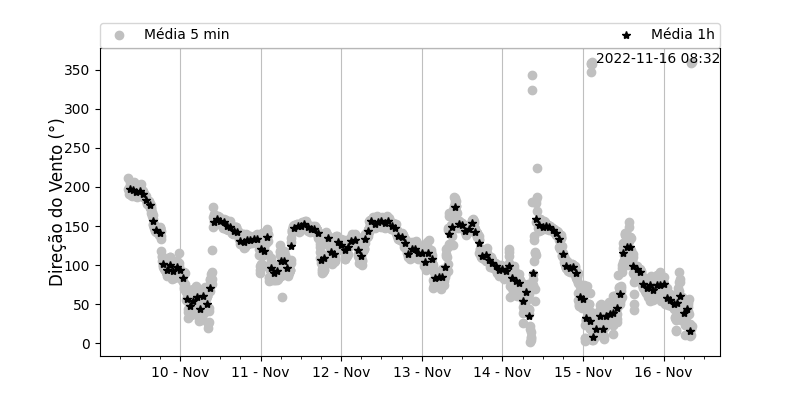 Média 5 min
Média 1h
2022-11-16 08:32
Direção do Vento (°)
350
300
250
200
150
100
50
0
10 - Nov
11 - Nov
12 - Nov
13 - Nov
14 - Nov
15 - Nov
16 - Nov